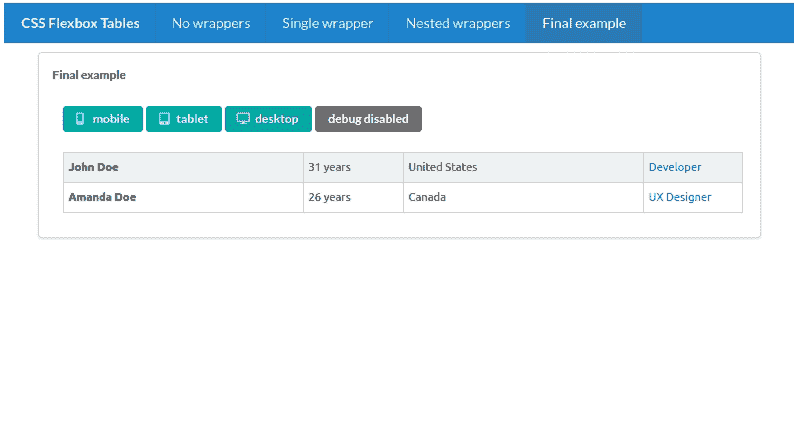 CSS Flexbox Tables No wrappers Single wrapper Nested wrappers Final example
Final example
mobile tablet desktop debug disabled
John Doe 31 years United States Developer
Amanda Doe 26 years Canada UX Designer